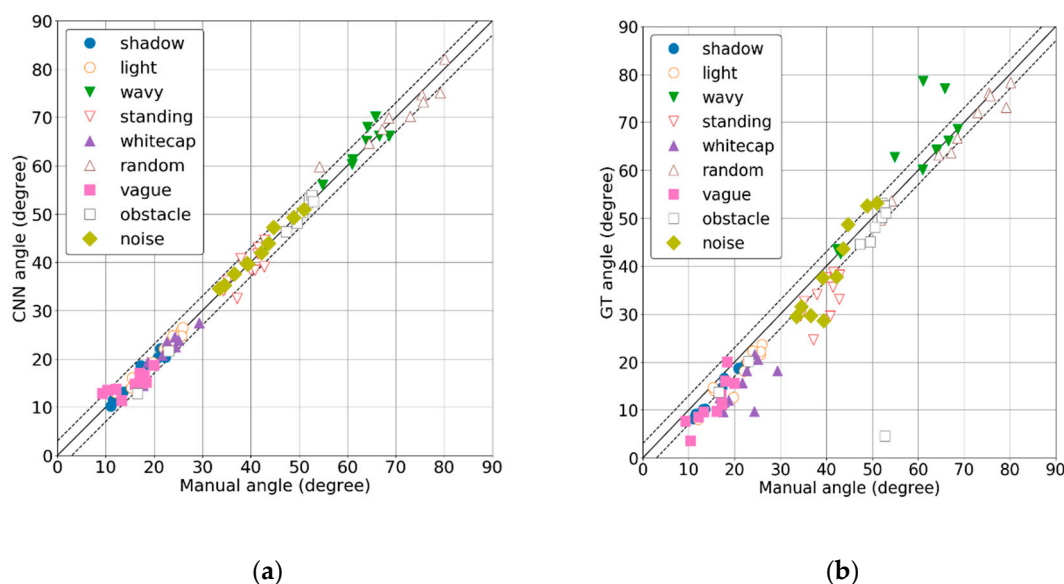 90
80
70
60
50
40
30
20
10
0
CNN angle (degree)
shadow
light
wavy
standing
whitecap
random
vague
obstacle
noise
0 10 20 30 40 50 60 70 80 90
Manual angle (degree)
(a)
90
80
70
60
50
40
30
20
10
0
GT angle (degree)
shadow
light
wavy
standing
whitecap
random
vague
obstacle
noise
0 10 20 30 40 50 60 70 80 90
Manual angle (degree)
(b)